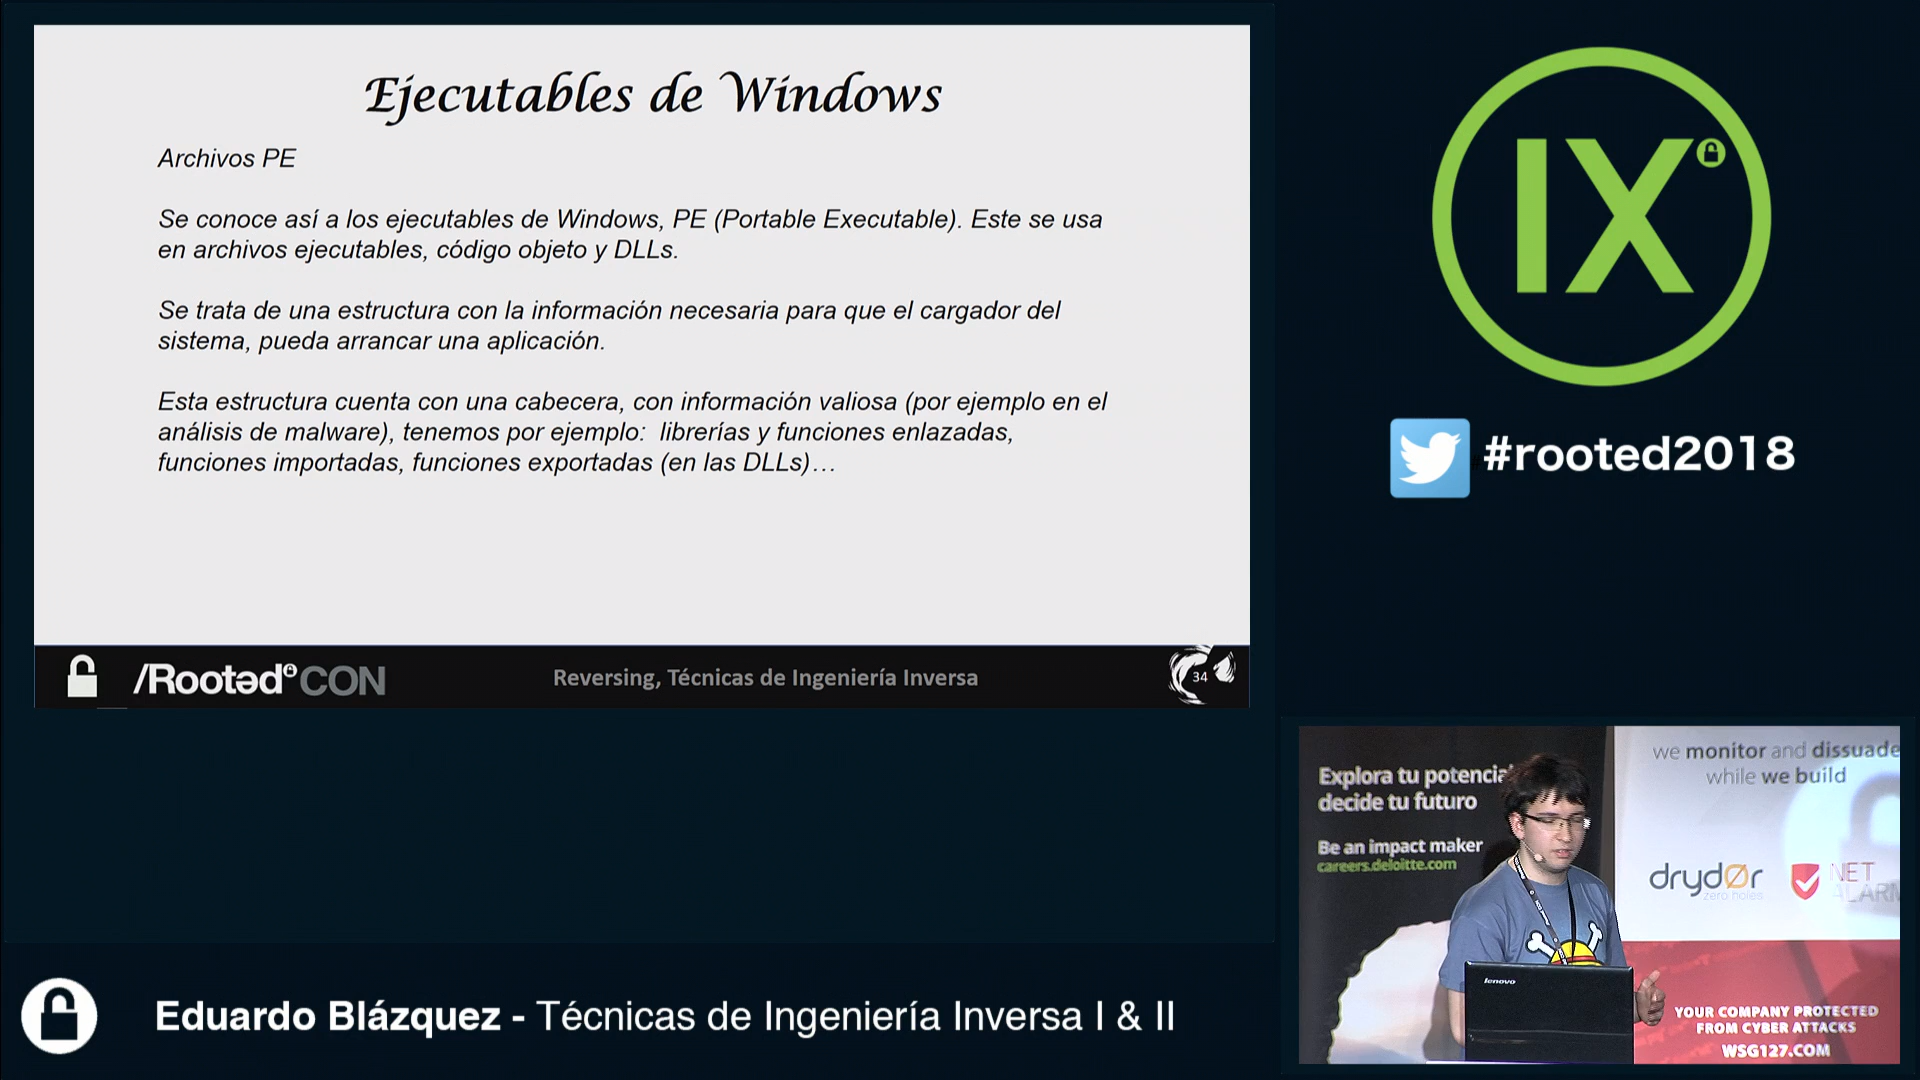 Ejecutables de Windows
Archivos PE
Se conoce así a los ejecutables de Windows, PE (Portable Executable). Este se usa
en archivos ejecutables, código objeto y DLLs.
Se trata de una estructura con la información necesaria para que el cargador del
sistema, pueda arrancar una aplicación.
Esta estructura cuenta con una cabecera, con información valiosa (por ejemplo en el
análisis de malware), tenemos por ejemplo:  librerías y funciones enlazadas,
funciones importadas, funciones exportadas (en las DLLs)…
/Rootəd CON
Reversing, Técnicas de Ingeniería Inversa
34
IX
#rooted2018
Explora tu potencial
decide tu futuro
Be an impact maker
careers.deloitte.com
we monitor and dissuade
while we build
drydØr
zero holes
NET
ALARM
lenovo
YOUR COMPANY PROTECTED
FROM CYBER ATTACKS
WSG127.COM
Eduardo Blázquez - Técnicas de Ingeniería Inversa I & II